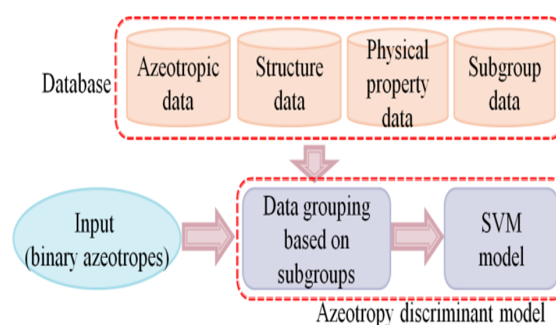 Database
Azeotropic
data
Structure
data
Physical
property
data
Subgroup
data
Input
(binary azeotropes)
Data grouping
based on
subgroups
SVM
model
Azeotropy discriminant model